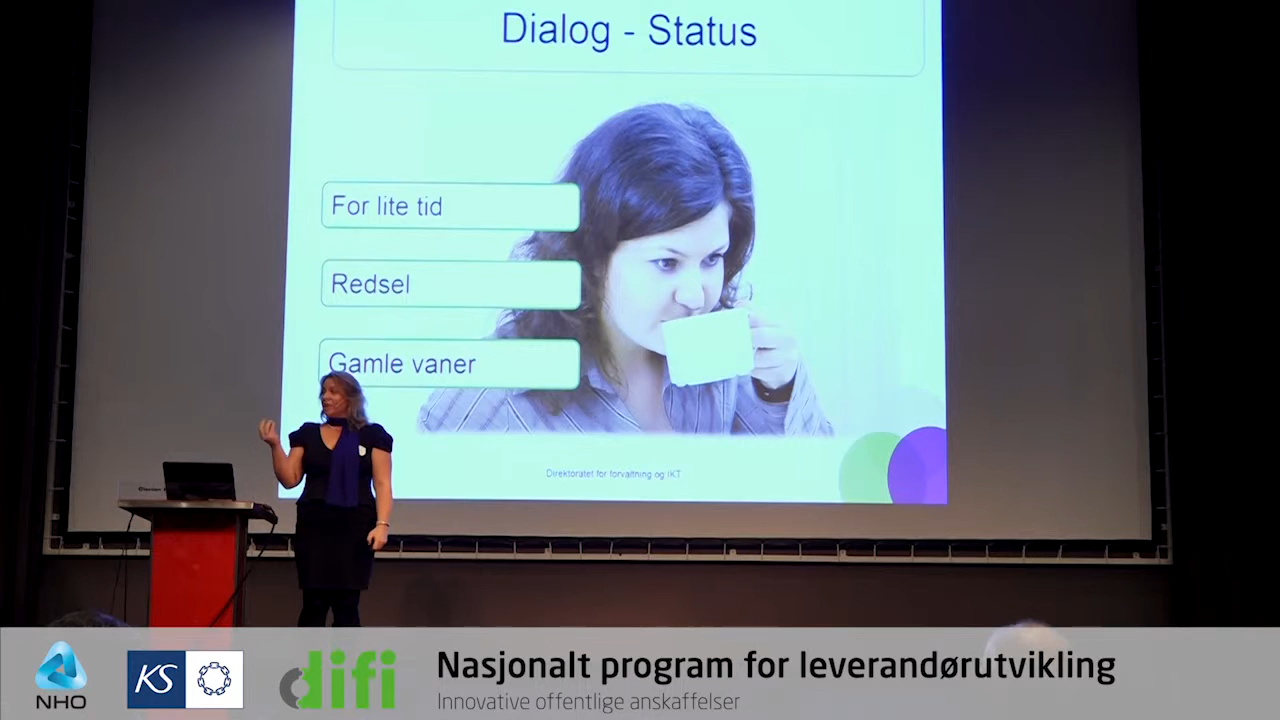 Dialog - Status
For lite tid
Redsel
Gamle vaner
Direktoratet for forvaltning og IKT
NHO
KS
difi
Nasjonalt program for leverandørutvikling
Innovative offentlige anskaffelser